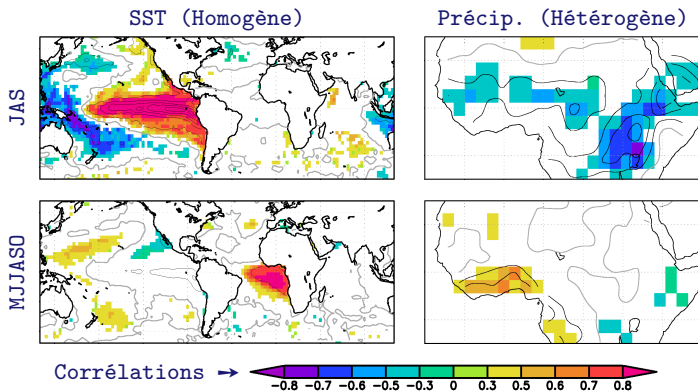 SST (Homogène) Précip. (Hétérogène)
JAS
MJJASO
Corrélations → -0.8 -0.7 -0.6 -0.5 -0.3 0 0.3 0.5 0.6 0.7 0.8